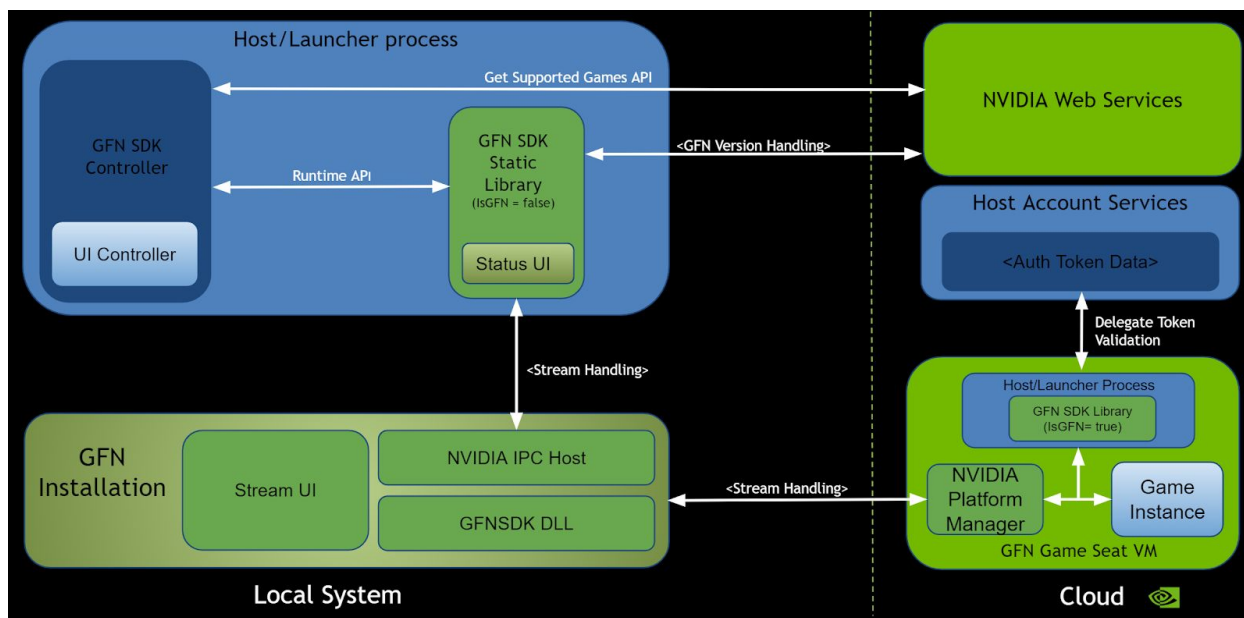 Host/Launcher process
Get Supported Games API
NVIDIA Web Services
GFN SDK
Controller
GFN SDK
Static
Library
(IsGFN = false)
<GFN Version Handling>
Runtime API
UI Controller
Status UI
Host Account Services
<Auth Token Data>
Delegate Token
Validation
<Stream Handling>
Host/Launcher Process
GFN SDK Library
(IsGFN= true)
GFN
Installation
Stream UI
NVIDIA IPC Host
GFNSDK DLL
<Stream Handling>
NVIDIA
Platform
Manager
Game
Instance
GFN Game Seat VM
Local System
Cloud